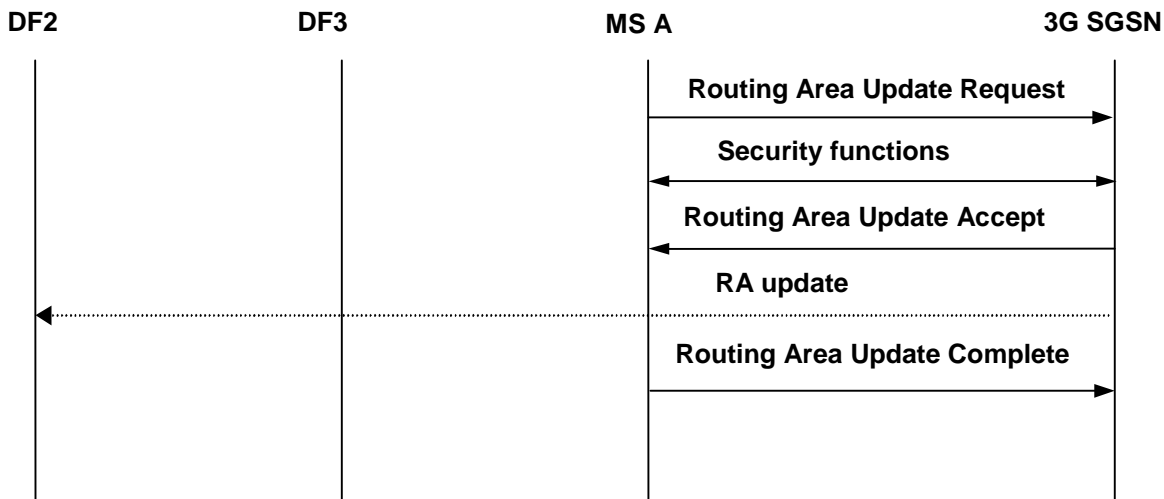 DF2
DF3
MS A
3G SGSN
Routing Area Update Request
Security functions
Routing Area Update Accept
RA update
Routing Area Update Complete